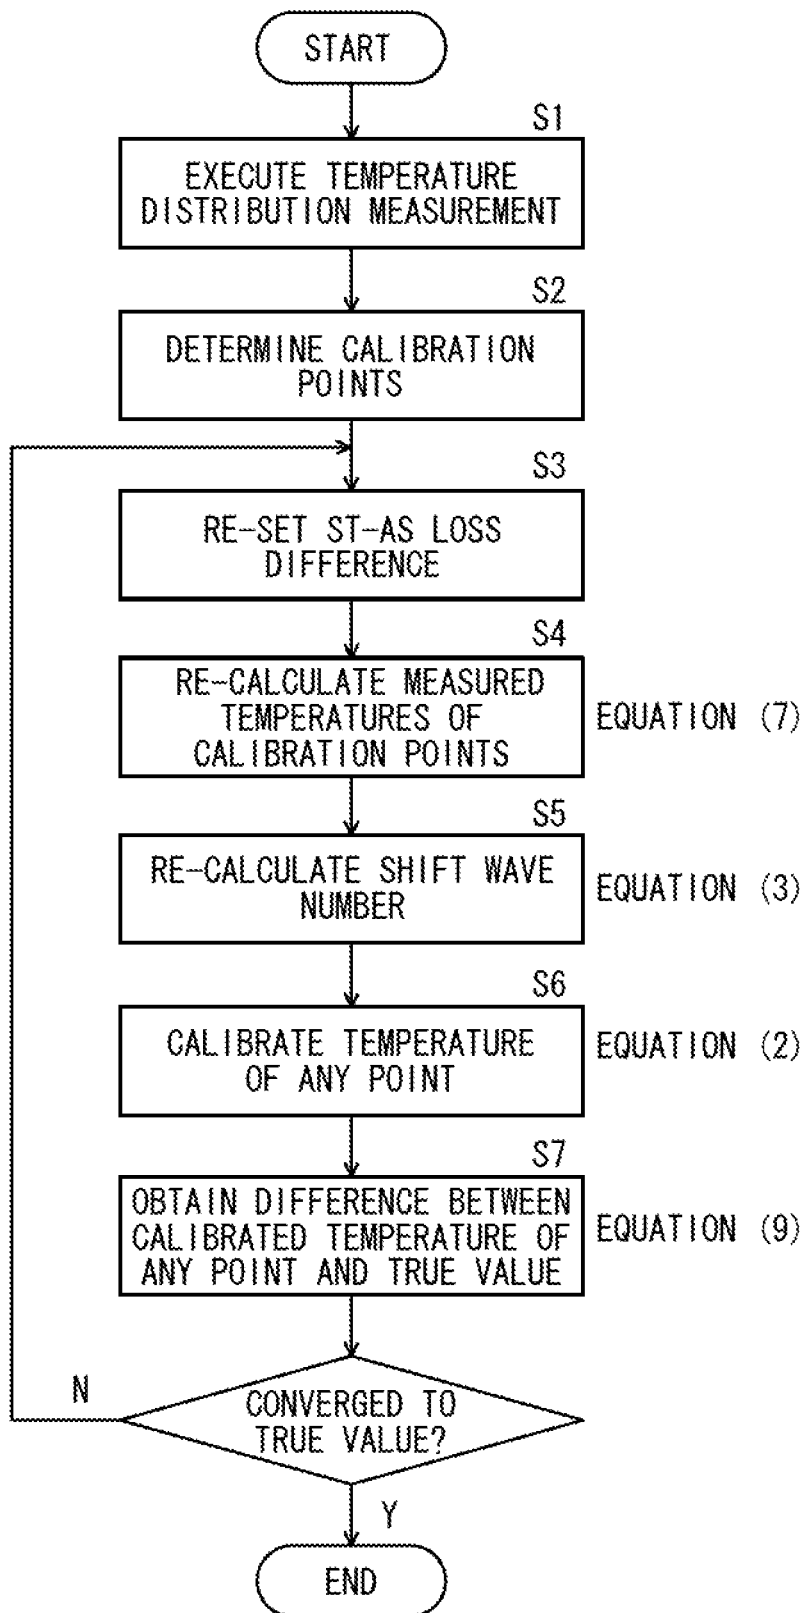 START
S1
EXECUTE TEMPERATURE
DISTRIBUTION MEASUREMENT
S2
DETERMINE CALIBRATION
POINTS
S3
RE-SET ST-AS LOSS
DIFFERENCE
S4
RE-CALCULATE MEASURED
TEMPERATURES OF
CALIBRATION POINTS
EQUATION (7)
S5
RE-CALCULATE SHIFT WAVE
NUMBER
EQUATION (3)
S6
CALIBRATE TEMPERATURE
OF ANY POINT
EQUATION (2)
S7
OBTAIN DIFFERENCE BETWEEN
CALIBRATED TEMPERATURE OF
ANY POINT AND TRUE VALUE
EQUATION (9)
N
CONVERGED TO
TRUE VALUE?
Y
END